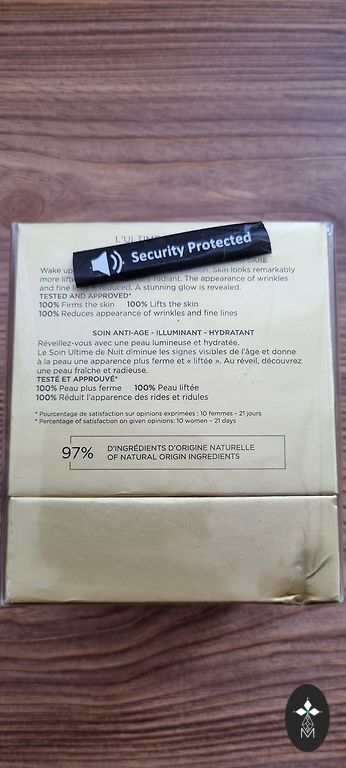 L'ULTIM
Security Protected
CARE
Wake up
Skin looks remarkably
more lifte radiant. The appearance of wrinkles
and fine reduced. A stunning glow is revealed.
TESTED AND APPROVED*
100% Firms the skin 100% Lifts the skin
100% Reduces appearance of wrinkles and fine lines
SOIN ANTI-AGE - ILLUMINANT - HYDRATANT
Réveillez-vous avec une peau lumineuse et hydratée.
Le Soin Ultime de Nuit diminue les signes visibles de l'âge et donne
à la peau une apparence plus ferme et « liftée ». Au réveil, découvrez
une peau fraîche et radieuse.
TESTÉ ET APPROUVÉ*
100% Peau plus ferme 100% Peau liftée
100% Réduit l'apparence des rides et ridules
* Pourcentage de satisfaction sur opinions exprimées : 10 femmes - 21 jours
* Percentage of satisfaction on given opinions: 10 women - 21 days
97% D'INGRÉDIENTS D'ORIGINE NATURELLE
OF NATURAL ORIGIN INGREDIENTS
M